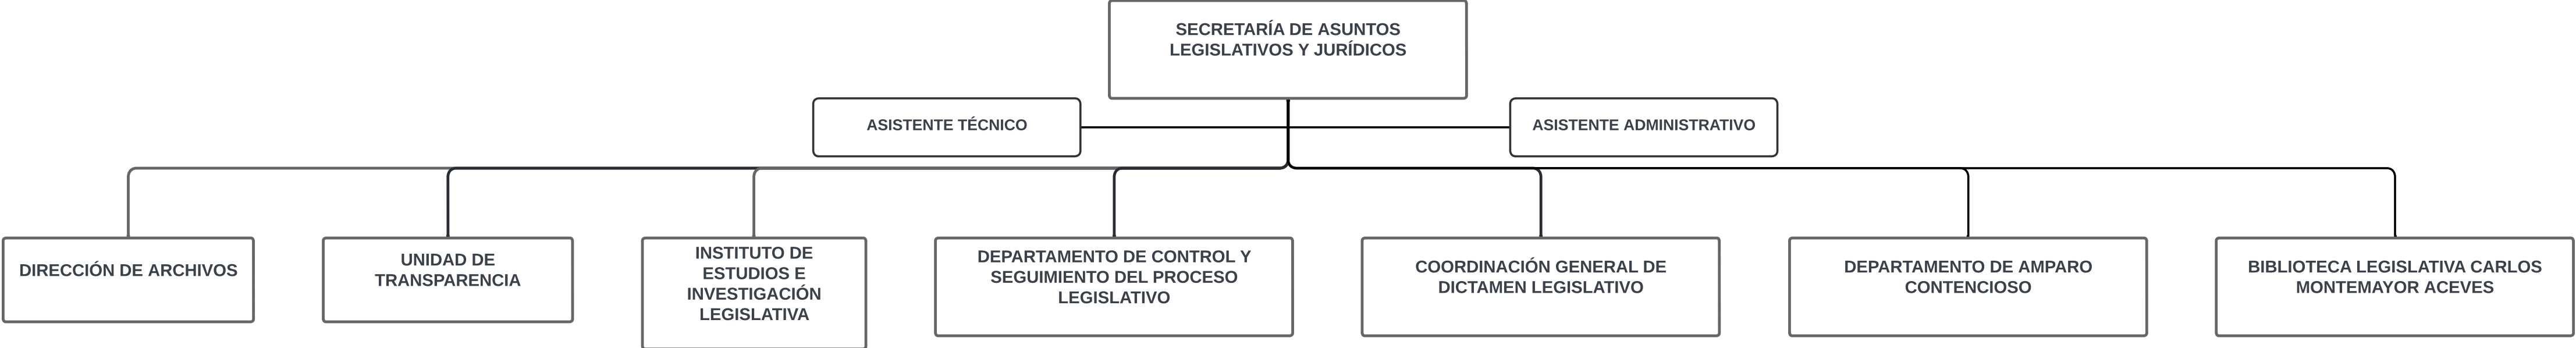 SECRETARÍA DE ASUNTOS
LEGISLATIVOS Y JURÍDICOS
ASISTENTE TÉCNICO
ASISTENTE ADMINISTRATIVO
DIRECCIÓN DE ARCHIVOS
UNIDAD DE
TRANSPARENCIA
INSTITUTO DE
ESTUDIOS E
INVESTIGACIÓN
LEGISLATIVA
DEPARTAMENTO DE CONTROL Y
SEGUIMIENTO DEL PROCESO
LEGISLATIVO
COORDINACIÓN GENERAL DE
DICTAMEN LEGISLATIVO
DEPARTAMENTO DE AMPARO
CONTENCIOSO
BIBLIOTECA LEGISLATIVA CARLOS
MONTEMAYOR ACEVES